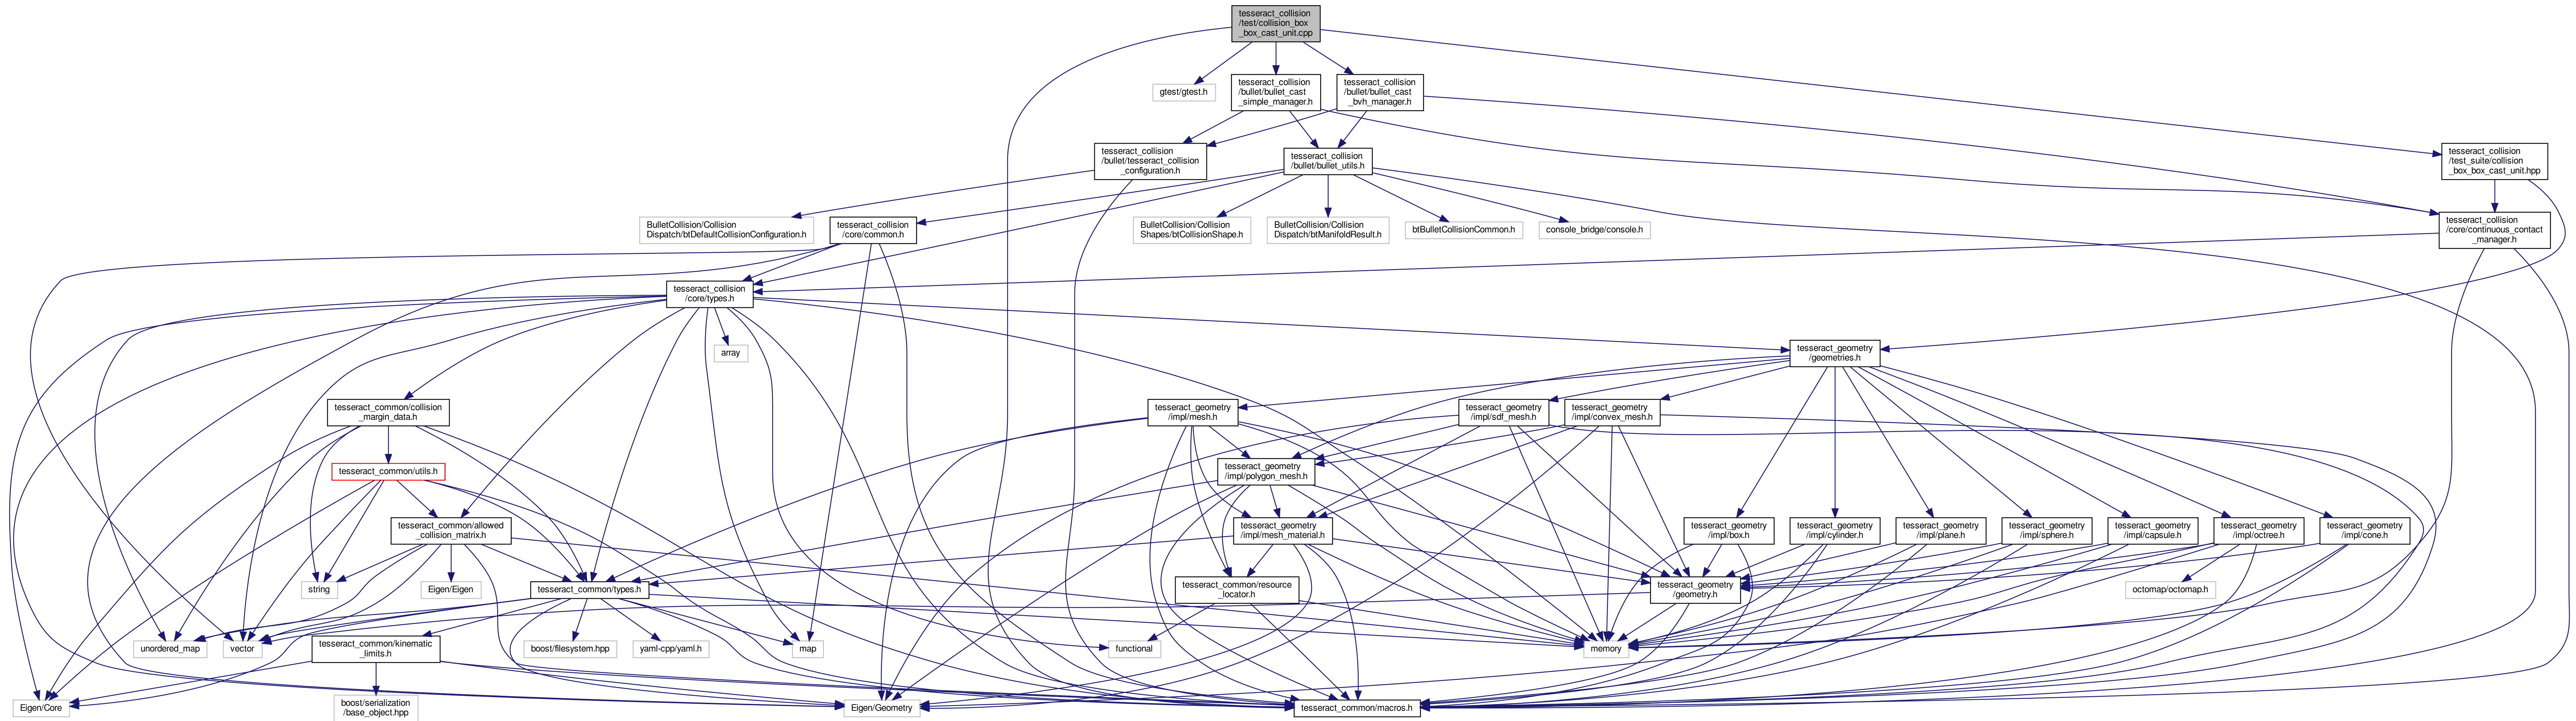 tesseract_collision
/test/collision_box
_box_cast_unit.cpp
gtest/gtest.h
tesseract_collision
/bullet/bullet_cast
_simple_manager.h
tesseract_collision
/bullet/bullet_cast
_bvh_manager.h
tesseract_collision
/bullet/tesseract_collision
_configuration.h
tesseract_collision
/bullet/bullet_utils.h
tesseract_collision
/test_suite/collision
_box_box_cast_unit.hpp
BulletCollision/Collision
Dispatch/btDefaultCollisionConfiguration.h
tesseract_collision
/core/common.h
BulletCollision/Collision
Shapes/btCollisionShape.h
BulletCollision/Collision
Dispatch/btManifoldResult.h
btBulletCollisionCommon.h
console_bridge/console.h
tesseract_collision
/core/continuous_contact
_manager.h
tesseract_collision
/core/types.h
array
tesseract_geometry
/geometries.h
tesseract_common/collision
_margin_data.h
tesseract_geometry
/impl/mesh.h
tesseract_geometry
/impl/sdf_mesh.h
tesseract_geometry
/impl/convex_mesh.h
tesseract_common/utils.h
tesseract_geometry
/impl/polygon_mesh.h
tesseract_common/allowed
_collision_matrix.h
tesseract_geometry
/impl/mesh_material.h
tesseract_geometry
/impl/box.h
tesseract_geometry
/impl/cylinder.h
tesseract_geometry
/impl/plane.h
tesseract_geometry
/impl/sphere.h
tesseract_geometry
/impl/capsule.h
tesseract_geometry
/impl/octree.h
tesseract_geometry
/impl/cone.h
string
Eigen/Eigen
tesseract_common/types.h
tesseract_common/resource
_locator.h
tesseract_geometry
/geometry.h
octomap/octomap.h
unordered_map
vector
tesseract_common/kinematic
_limits.h
boost/filesystem.hpp
yaml-cpp/yaml.h
map
functional
memory
Eigen/Core
boost/serialization
/base_object.hpp
Eigen/Geometry
tesseract_common/macros.h